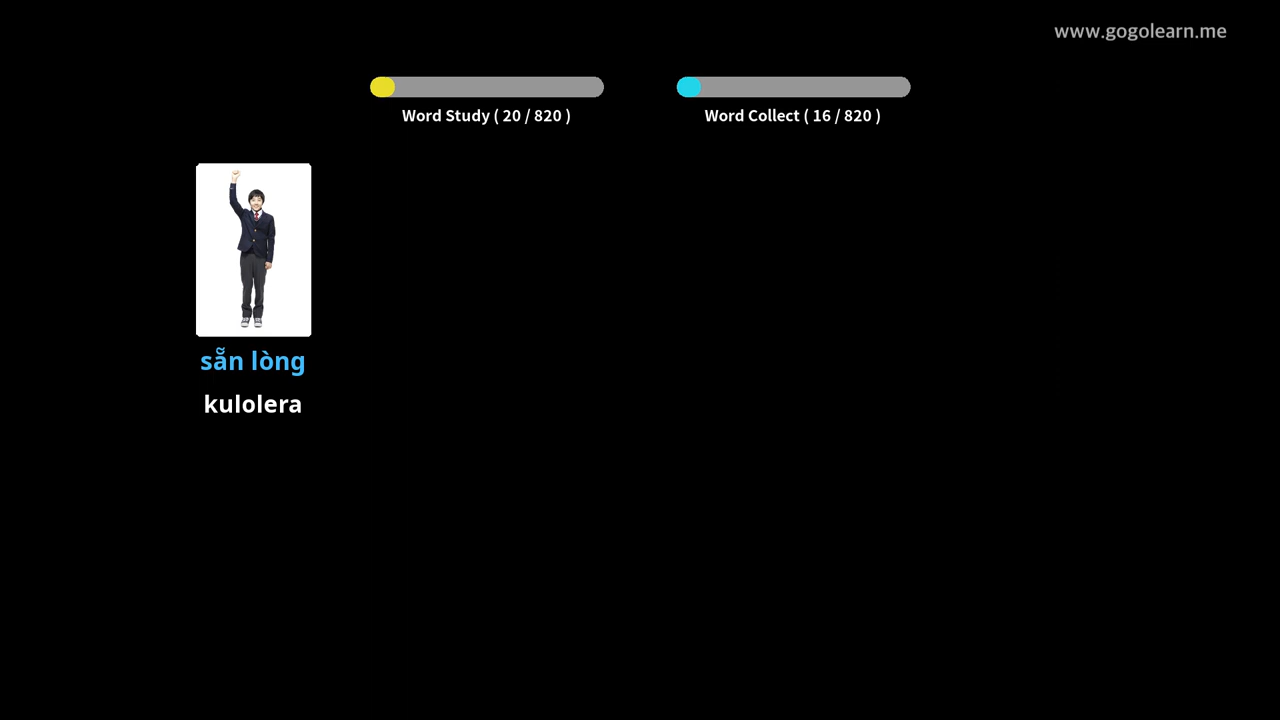 www.gogolearn.me
Word Study ( 20 / 820 )
Word Collect ( 16 / 820 )
sẵn lòng
kulolera